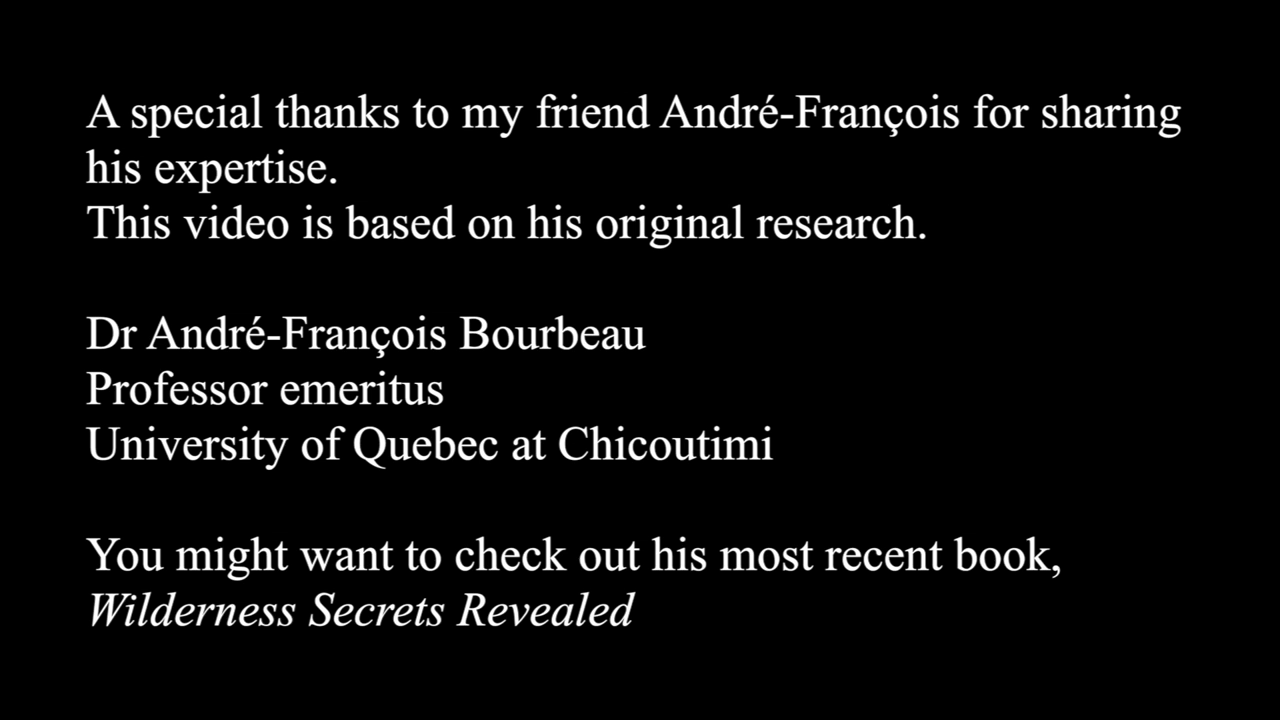 A special thanks to my friend André-François for sharing
his expertise.
This video is based on his original research.
Dr André-François Bourbeau
Professor emeritus
University of Quebec at Chicoutimi
You might want to check out his most recent book,
Wilderness Secrets Revealed